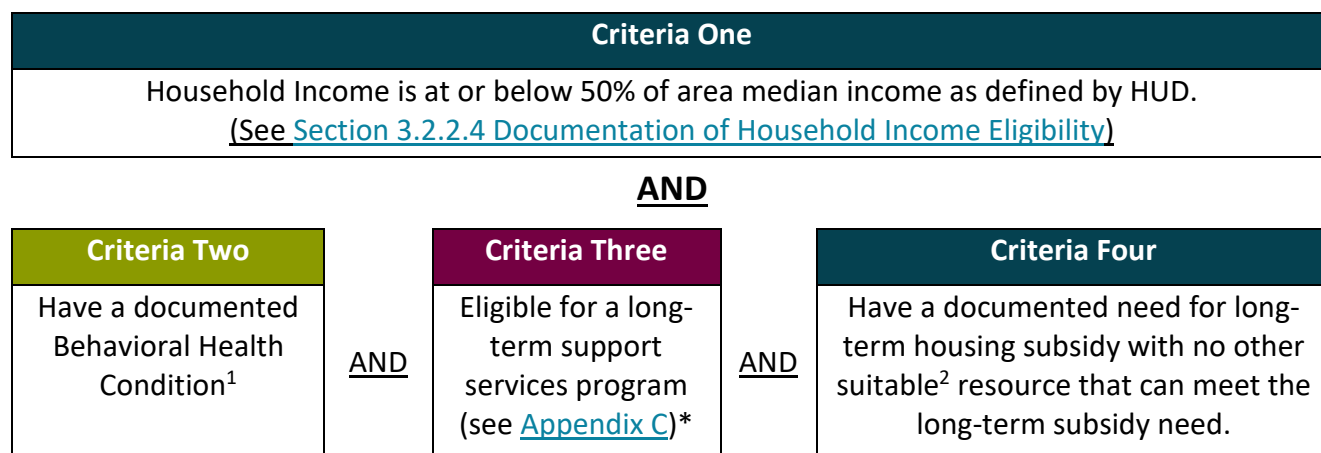 Criteria One
Household Income is at or below 50% of area median income as defined by HUD.
(See Section 3.2.2.4 Documentation of Household Income Eligibility)
AND
Criteria Two
Have a documented
Behavioral Health
Condition1
AND
Criteria Three
Eligible for a long-
term support
services program
(see Appendix C)*
AND
Criteria Four
Have a documented need for long-
term housing subsidy with no other
suitable2 resource that can meet the
long-term subsidy need.